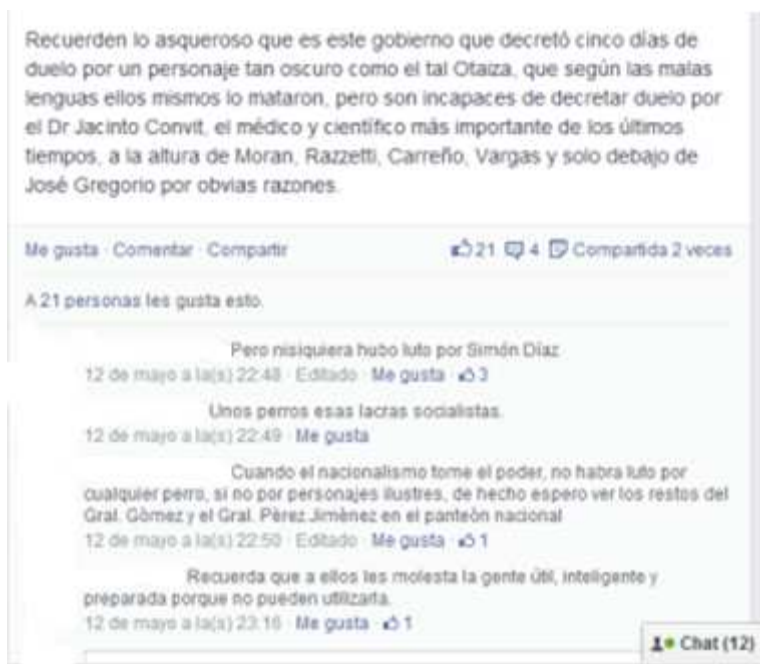 Recuerden lo asqueroso que es este gobierno que decretó cinco días de
duelo por un personaje tan oscuro como el tal Otaiza, que según las malas
lenguas ellos mismos lo mataron, pero son incapaces de decretar duelo por
el Dr Jacinto Convit, el médico y científico más importante de los últimos
tiempos, a la altura de Moran, Razzetti, Carreño, Vargas y solo debajo de
José Gregorio por obvias razones.
Me gusta · Comentar · Compartir 21 4 Compartida 2 veces
A 21 personas les gusta esto.
Pero nisiquiera hubo luto por Simón Díaz
12 de mayo a la(s) 22:48 · Editado · Me gusta · 3
Unos perros esas lacras socialistas.
12 de mayo a la(s) 22:49 · Me gusta
Cuando el nacionalismo tome el poder, no habra luto por
cualquier perro, si no por personajes ilustres, de hecho espero ver los restos del
Gral. Gòmez y el Gral. Pèrez Jimènez en el panteòn nacional
12 de mayo a la(s) 22:50 · Editado · Me gusta · 1
Recuerda que a ellos les molesta la gente útil, inteligente y
preparada porque no pueden utilizarla.
12 de mayo a la(s) 23:16 · Me gusta · 1
Chat (12)